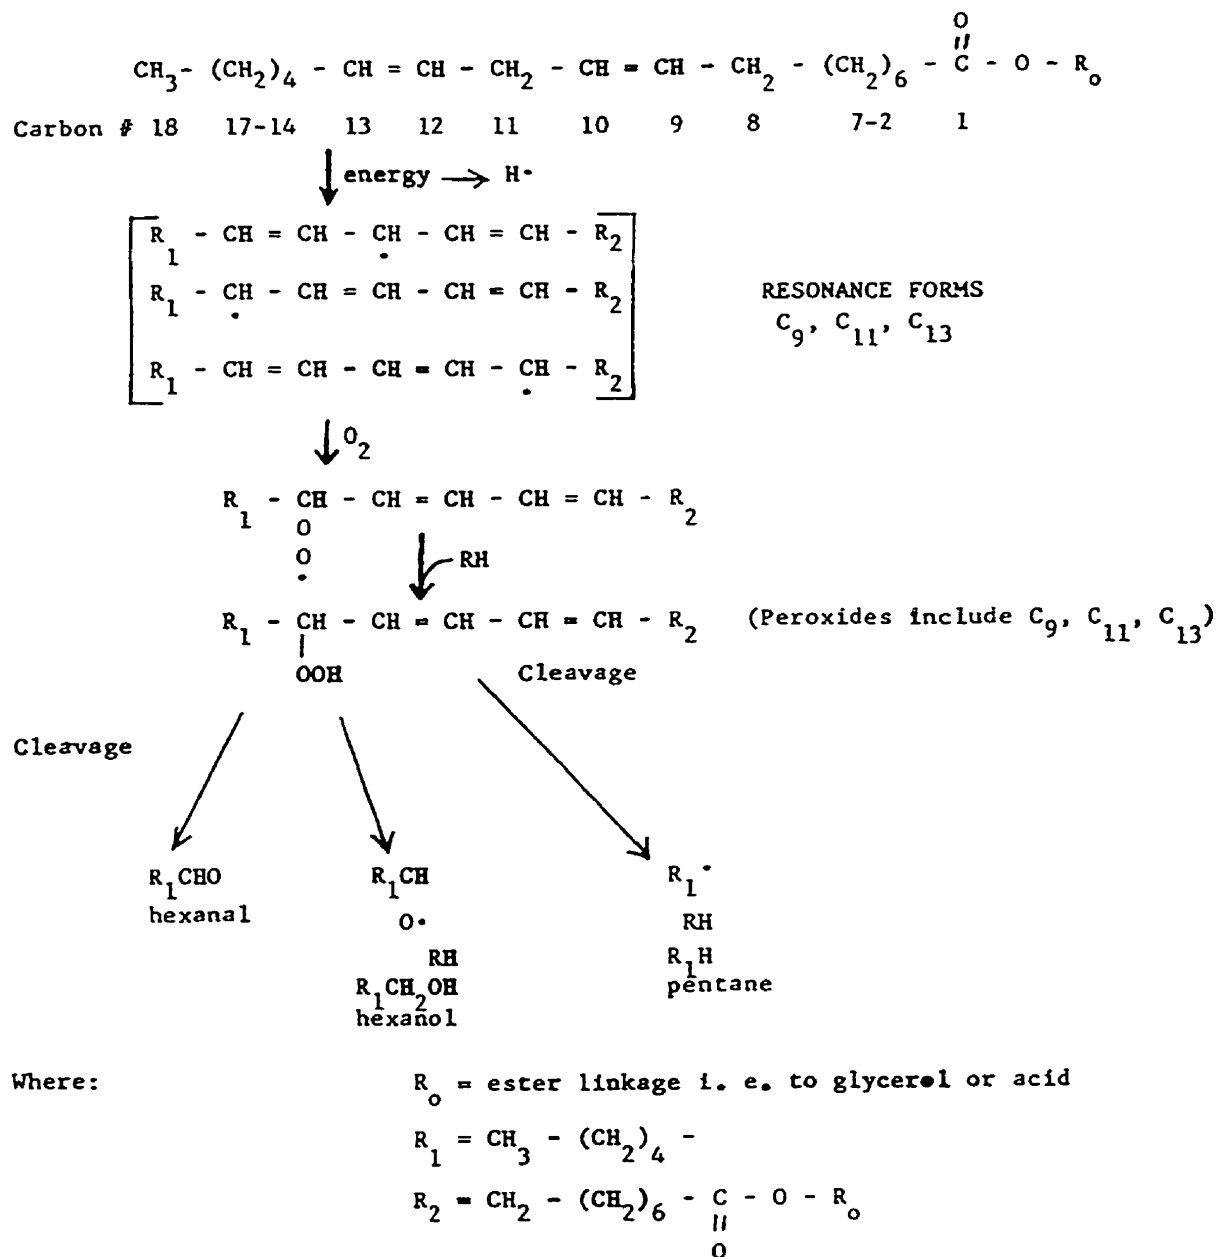 O
||
CH3- (CH2)4 - CH = CH - CH2 - CH = CH - CH2 - (CH2)6 - C - O - Ro
Carbon # 18 17-14 13 12 11 10 9 8 7-2 1
energy → H·
R1 - CH = CH - CH - CH = CH - R2
·
R1 - CH - CH = CH - CH = CH - R2
·
R1 - CH = CH - CH = CH - CH - R2
·
RESONANCE FORMS
C9, C11, C13
O2
R1 - CH - CH = CH - CH = CH - R2
O
O
·
RH
R1 - CH - CH = CH - CH = CH - R2 (Peroxides include C9, C11, C13)
|
OOH
Cleavage
Cleavage
R1CHO
hexanal
R1CH
O·
RH
R1CH2OH
hexanol
R1·
RH
R1H
pentane
Where:
Ro = ester linkage i. e. to glycerol or acid
R1 = CH3 - (CH2)4 -
R2 = CH2 - (CH2)6 - C - O - Ro
||
O